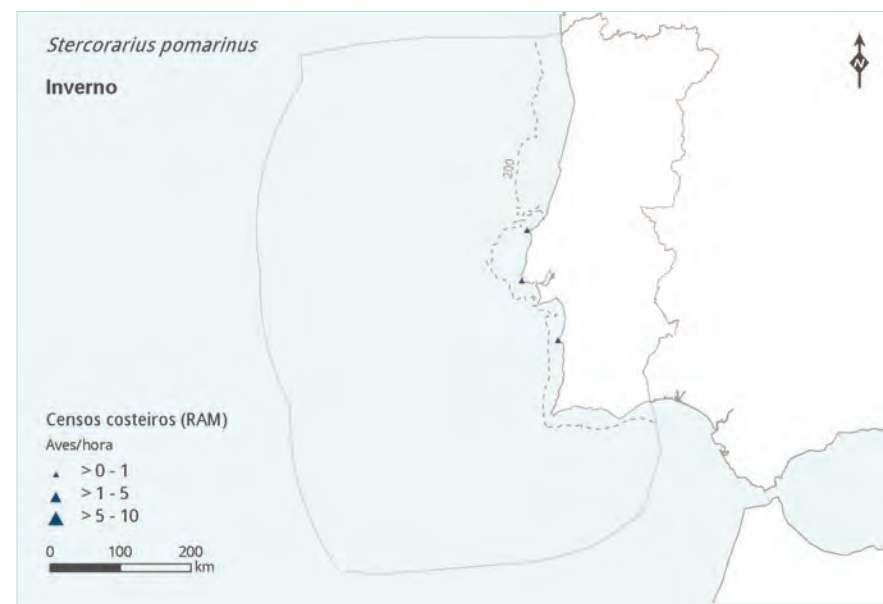 Stercorarius pomarinus
Inverno
N
200
Censos costeiros (RAM)
Aves/hora
> 0 - 1
> 1 - 5
> 5 - 10
0 100 200
km